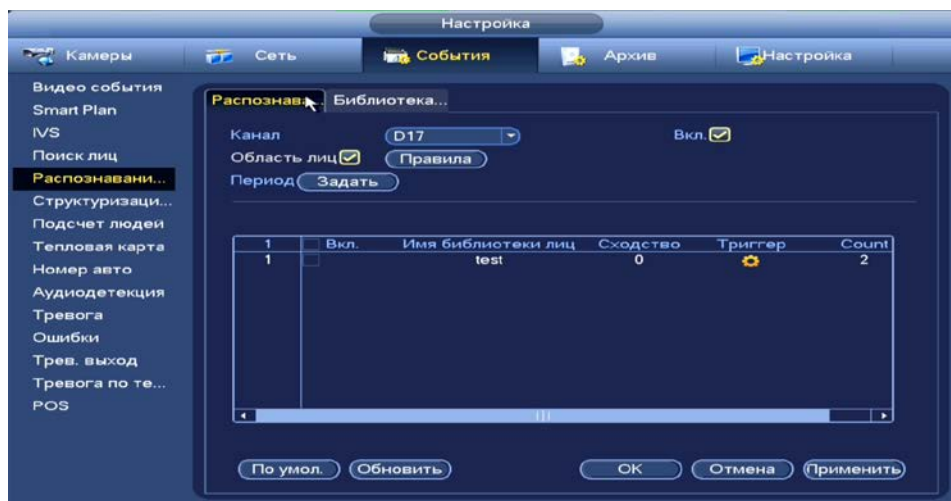 Настройка
Камеры Сеть События Архив Настройка
Видео события
Smart Plan
IVS
Поиск лиц
Распознавани...
Структуризаци...
Подсчет людей
Тепловая карта
Номер авто
Аудиодетекция
Тревога
Ошибки
Трев. выход
Тревога по те...
POS
Распознава... Библиотека...
Канал D17 Вкл.
Область лиц Правила
Период Задать
1 Вкл. Имя библиотеки лиц Сходство Триггер Count
1 test 0 2
По умол. Обновить OK Отмена Применить